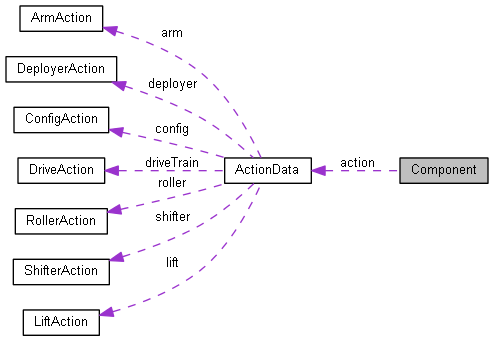 ArmAction
arm
DeployerAction
deployer
ConfigAction
config
DriveAction
driveTrain
ActionData
action
Component
roller
RollerAction
shifter
ShifterAction
lift
LiftAction